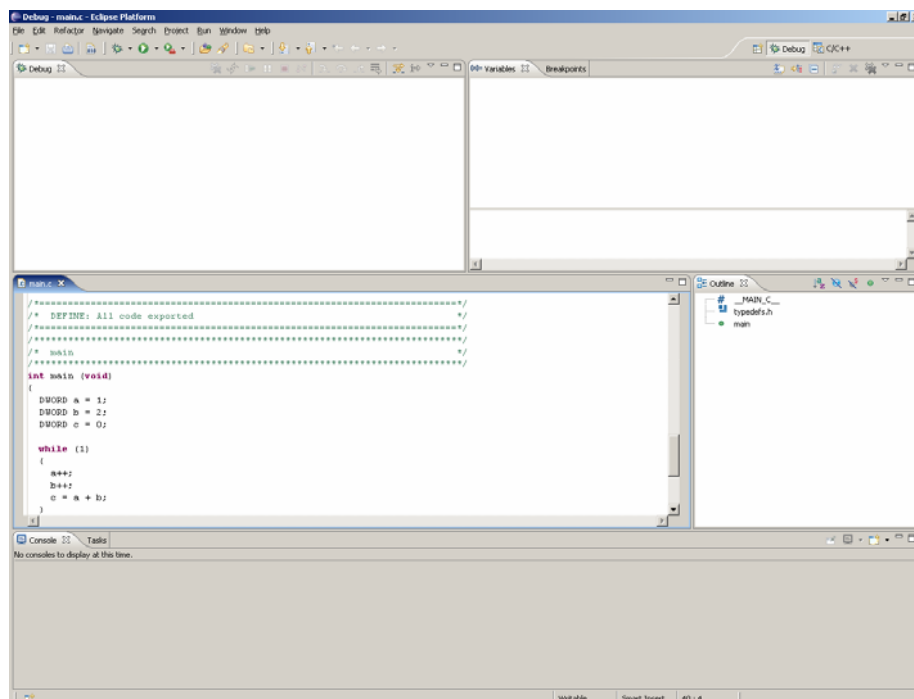 Debug - main.c - Eclipse Platform
File Edit Refactor Navigate Search Project Run Window Help
Debug C/C++
Debug
Variables Breakpoints
main.c
Outline
/*=========================================================================*/
/* DEFINE: All code exported */
/*=========================================================================*/
/***************************************************************************/
/* main */
/***************************************************************************/
int main (void)
{
DWORD a = 1;
DWORD b = 2;
DWORD c = 0;
while (1)
{
a++;
b++;
c = a + b;
}
__MAIN_C__
typedefs.h
main
Console Tasks
No consoles to display at this time.
Writable Smart Insert 40 : 4